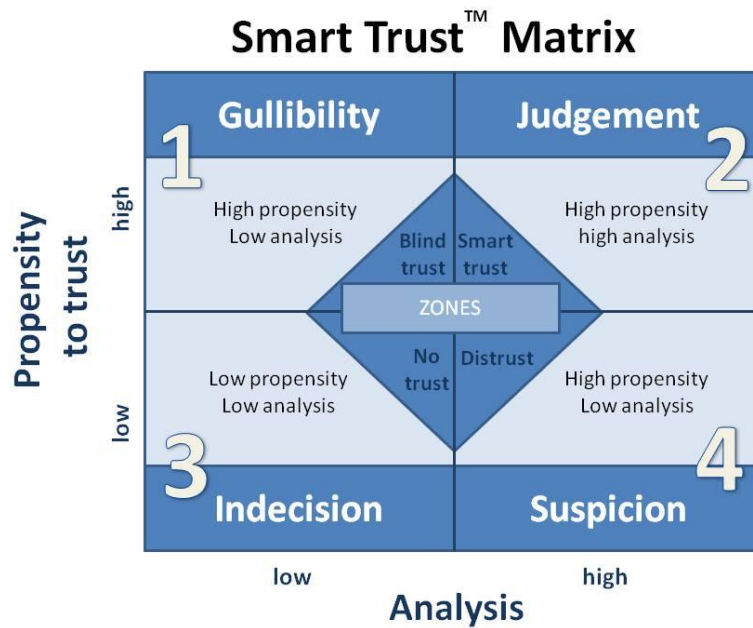 Smart Trust™ Matrix
Gullibility
Judgement
1
2
Propensity
to trust
high
High propensity
Low analysis
High propensity
high analysis
Blind
trust
Smart
trust
ZONES
No
trust
Distrust
low
Low propensity
Low analysis
High propensity
Low analysis
3
4
Indecision
Suspicion
low
high
Analysis